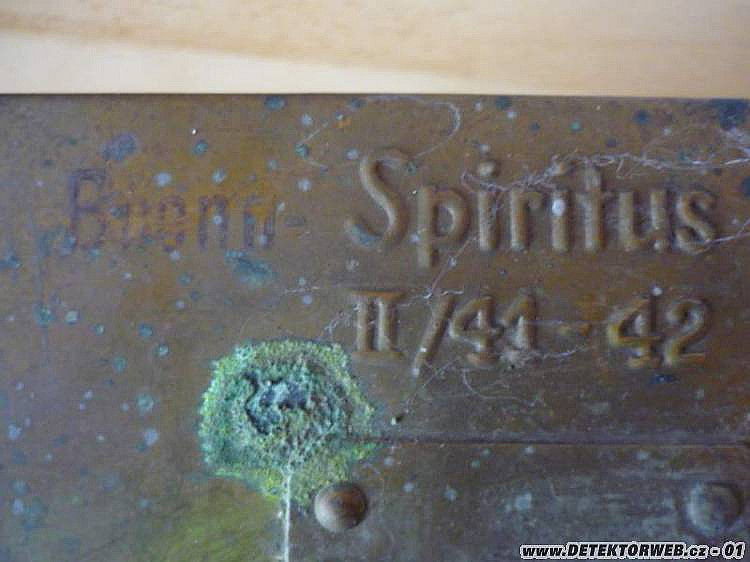 Brenn- Spiritus
II/41-42
www.DETEKTORWEB.cz - 01